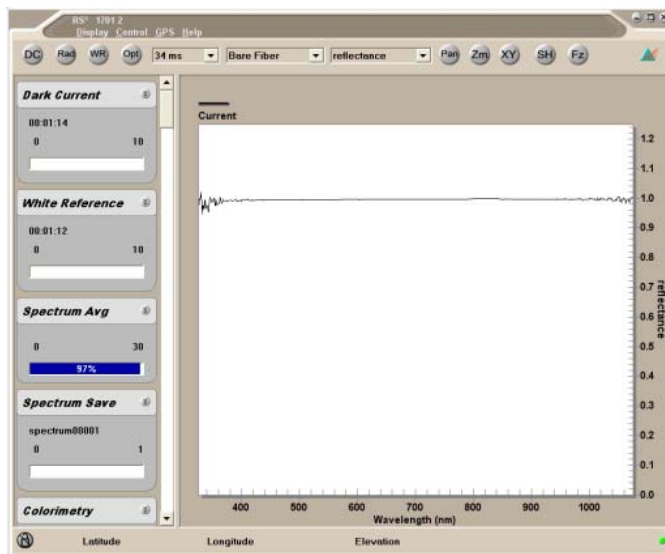 RS³ 1701 2
Display Control GPS Help
DC Rad WR Opt 34 ms Bare Fiber reflectance Pan Zm XY SH Fz
Dark Current
00:01:14
0 10
White Reference
00:01:12
0 10
Spectrum Avg
0 30
97%
Spectrum Save
spectrum00001
0 1
Colorimetry
Current
1.2
1.1
1.0
0.9
0.8
0.7
0.6
0.5
0.4
0.3
0.2
0.1
0.0
reflectance
400 500 600 700 800 900 1000
Wavelength (nm)
N Latitude Longitude Elevation